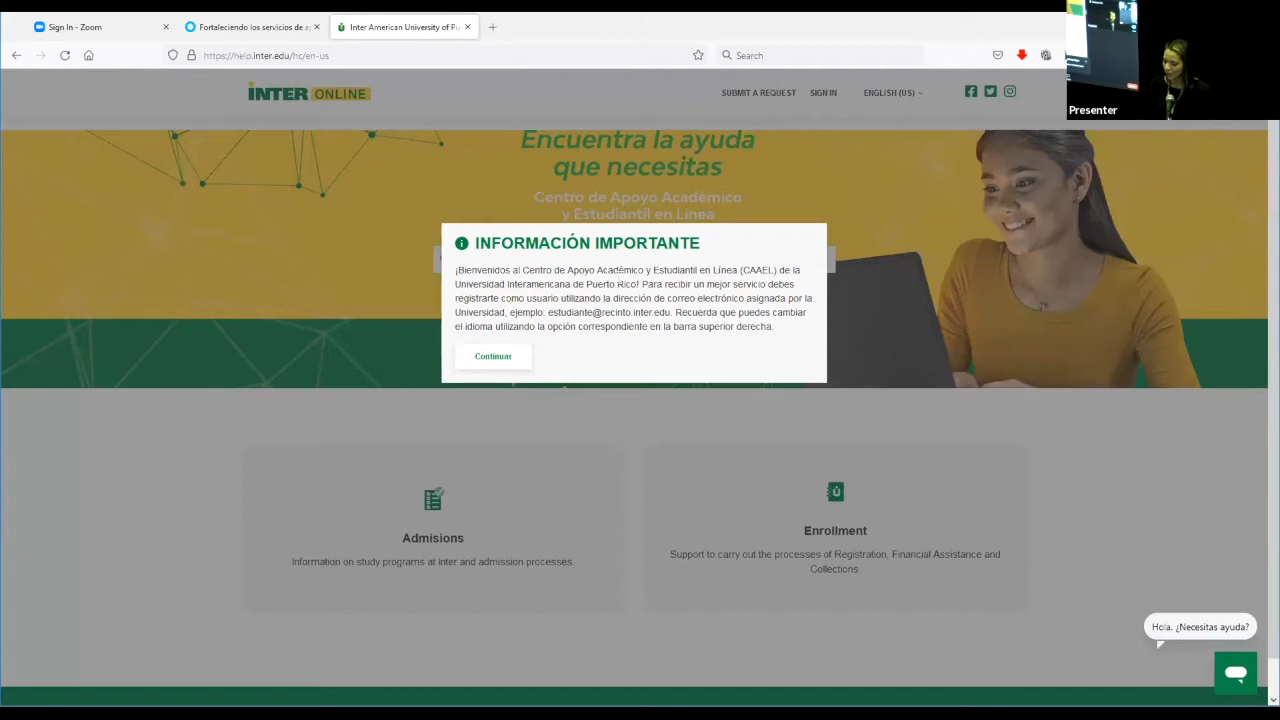 Sign In - Zoom
Fortaleciendo los servicios de a
Inter American University of Pu
https://help.inter.edu/hc/en-us
Search
Presenter
INTER ONLINE
SUBMIT A REQUEST
SIGN IN
ENGLISH (US)
Encuentra la ayuda
que necesitas
Centro de Apoyo Académico
y Estudiantil en Línea
INFORMACIÓN IMPORTANTE
¡Bienvenidos al Centro de Apoyo Académico y Estudiantil en Línea (CAAEL) de la
Universidad Interamericana de Puerto Rico! Para recibir un mejor servicio debes
registrarte como usuario utilizando la dirección de correo electrónico asignada por la
Universidad, ejemplo: estudiante@recinto.inter.edu. Recuerda que puedes cambiar
el idioma utilizando la opción correspondiente en la barra superior derecha.
Continuar
Admisions
Information on study programs at Inter and admission processes.
Enrollment
Support to carry out the processes of Registration, Financial Assistance and
Collections.
Hola. ¿Necesitas ayuda?